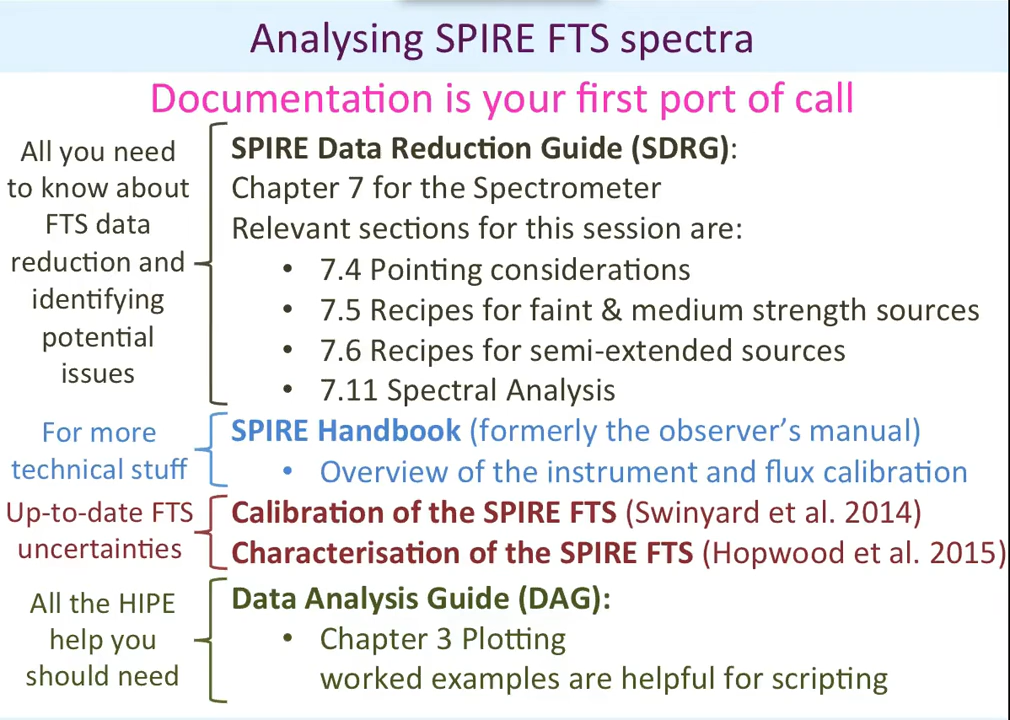 Analysing SPIRE FTS spectra
Documentation is your first port of call
All you need
to know about
FTS data
reduction and
identifying
potential
issues
SPIRE Data Reduction Guide (SDRG):
Chapter 7 for the Spectrometer
Relevant sections for this session are:
• 7.4 Pointing considerations
• 7.5 Recipes for faint & medium strength sources
• 7.6 Recipes for semi-extended sources
• 7.11 Spectral Analysis
For more
technical stuff
SPIRE Handbook (formerly the observer's manual)
• Overview of the instrument and flux calibration
Up-to-date FTS
uncertainties
Calibration of the SPIRE FTS (Swinyard et al. 2014)
Characterisation of the SPIRE FTS (Hopwood et al. 2015)
All the HIPE
help you
should need
Data Analysis Guide (DAG):
• Chapter 3 Plotting
worked examples are helpful for scripting